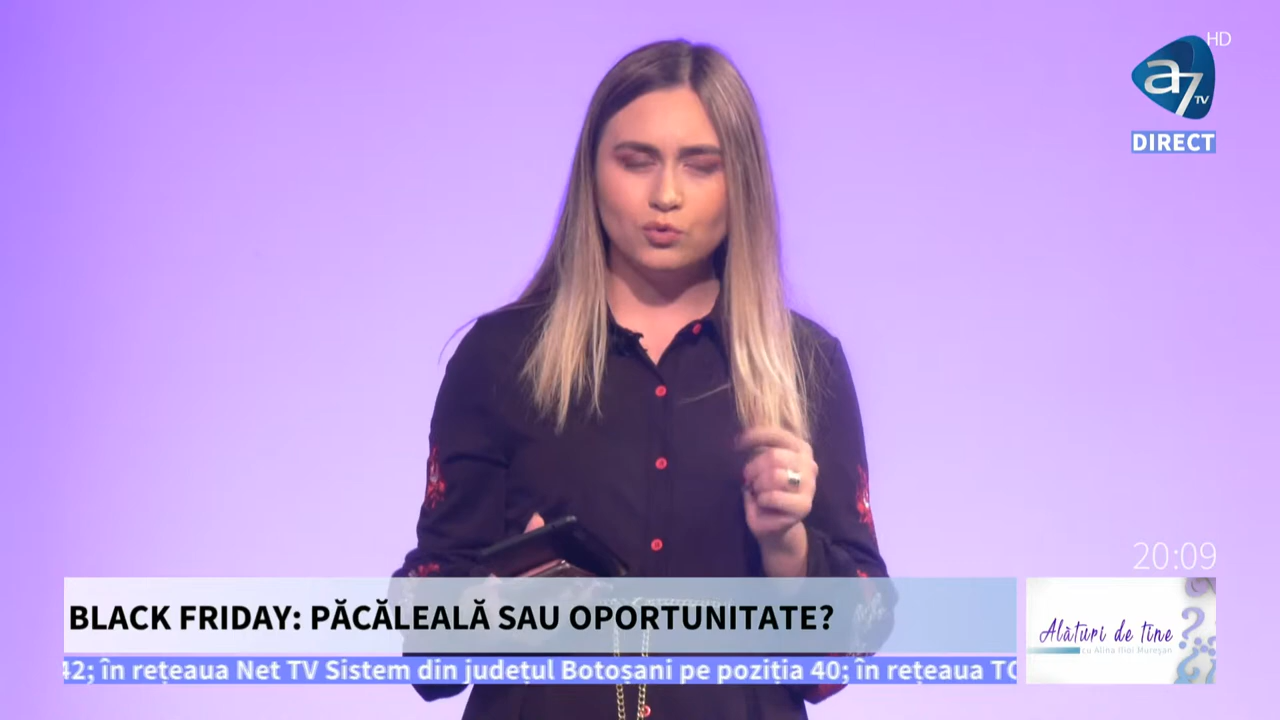 HD
a7
TV
DIRECT
20:09
BLACK FRIDAY: PĂCĂLEALĂ SAU OPORTUNITATE?
Alături de tine
cu Alina Ilioi Mureșan
42; în rețeaua Net TV Sistem din județul Botoșani pe poziția 40; în rețeaua TC